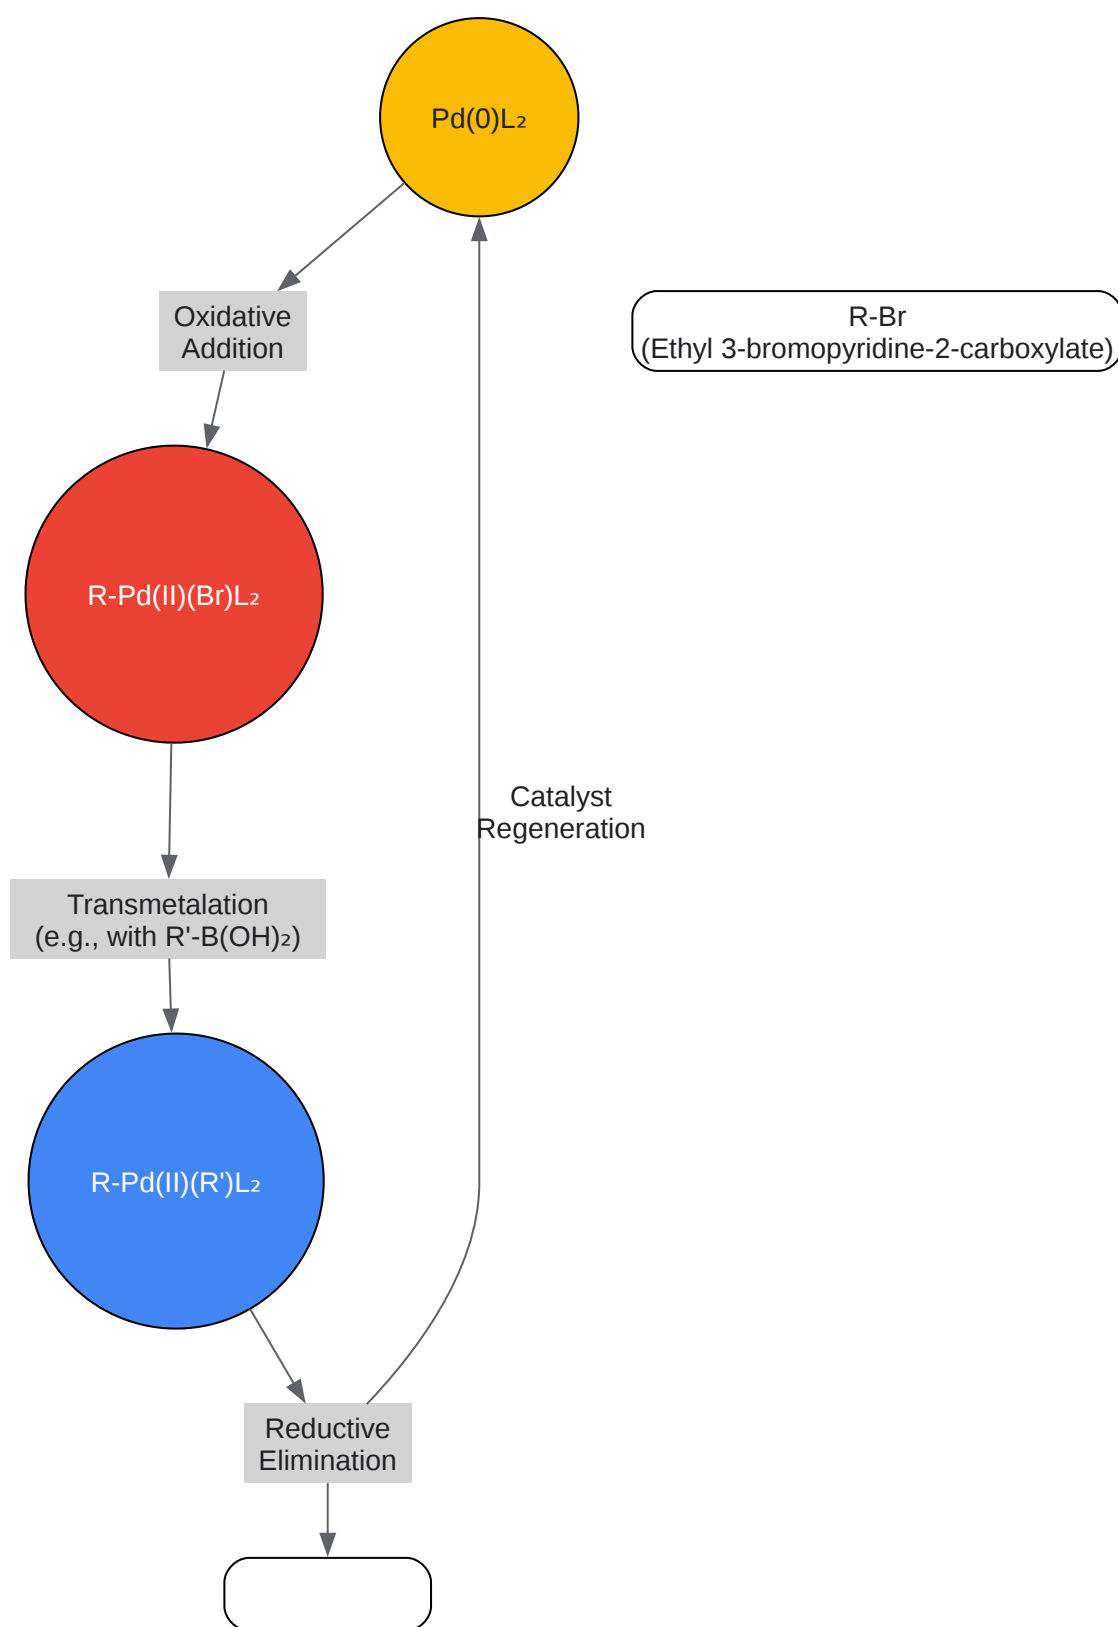 Pd(0)L₂
Oxidative
Addition
R-Br
(Ethyl 3-bromopyridine-2-carboxylate)
R-Pd(II)(Br)L₂
Catalyst
Regeneration
Transmetalation
(e.g., with R'-B(OH)₂)
R-Pd(II)(R')L₂
Reductive
Elimination